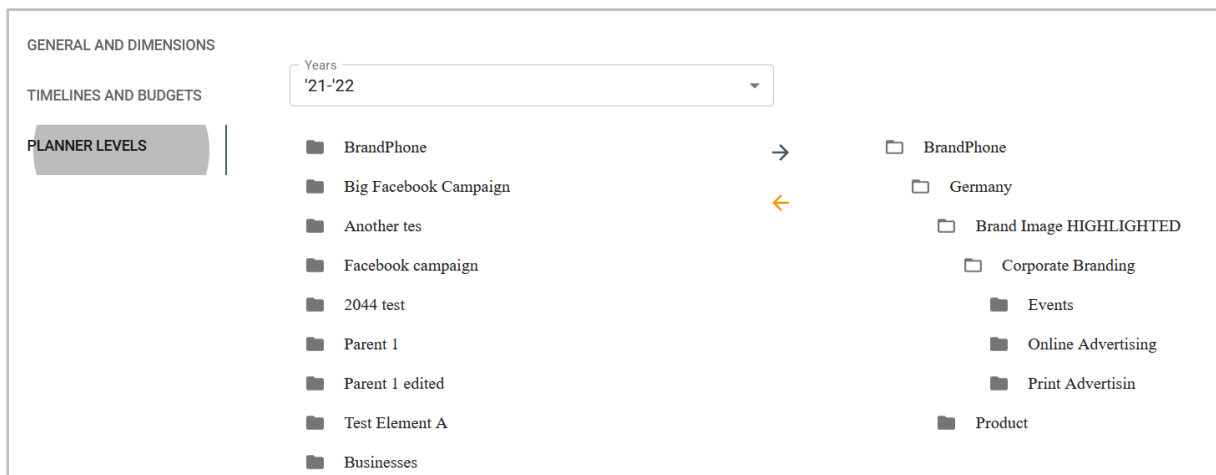 GENERAL AND DIMENSIONS
TIMELINES AND BUDGETS
PLANNER LEVELS
Years
'21-'22
BrandPhone
Big Facebook Campaign
Another tes
Facebook campaign
2044 test
Parent 1
Parent 1 edited
Test Element A
Businesses
BrandPhone
Germany
Brand Image HIGHLIGHTED
Corporate Branding
Events
Online Advertising
Print Advertisin
Product